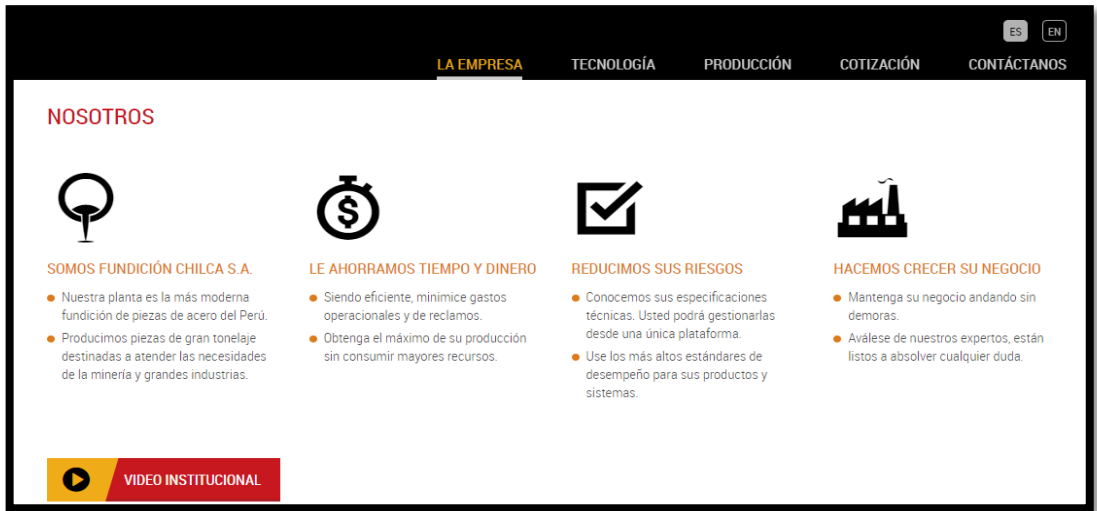 ES EN
LA EMPRESA TECNOLOGÍA PRODUCCIÓN COTIZACIÓN CONTÁCTANOS
NOSOTROS
SOMOS FUNDICIÓN CHILCA S.A.
Nuestra planta es la más moderna
fundición de piezas de acero del Perú.
Producimos piezas de gran tonelaje
destinadas a atender las necesidades
de la minería y grandes industrias.
LE AHORRAMOS TIEMPO Y DINERO
Siendo eficiente, minimice gastos
operacionales y de reclamos.
Obtenga el máximo de su producción
sin consumir mayores recursos.
REDUCIMOS SUS RIESGOS
Conocemos sus especificaciones
técnicas. Usted podrá gestionarlas
desde una única plataforma.
Use los más altos estándares de
desempeño para sus productos y
sistemas.
HACEMOS CRECER SU NEGOCIO
Mantenga su negocio andando sin
demoras.
Aválese de nuestros expertos, están
listos a absolver cualquier duda.
VIDEO INSTITUCIONAL